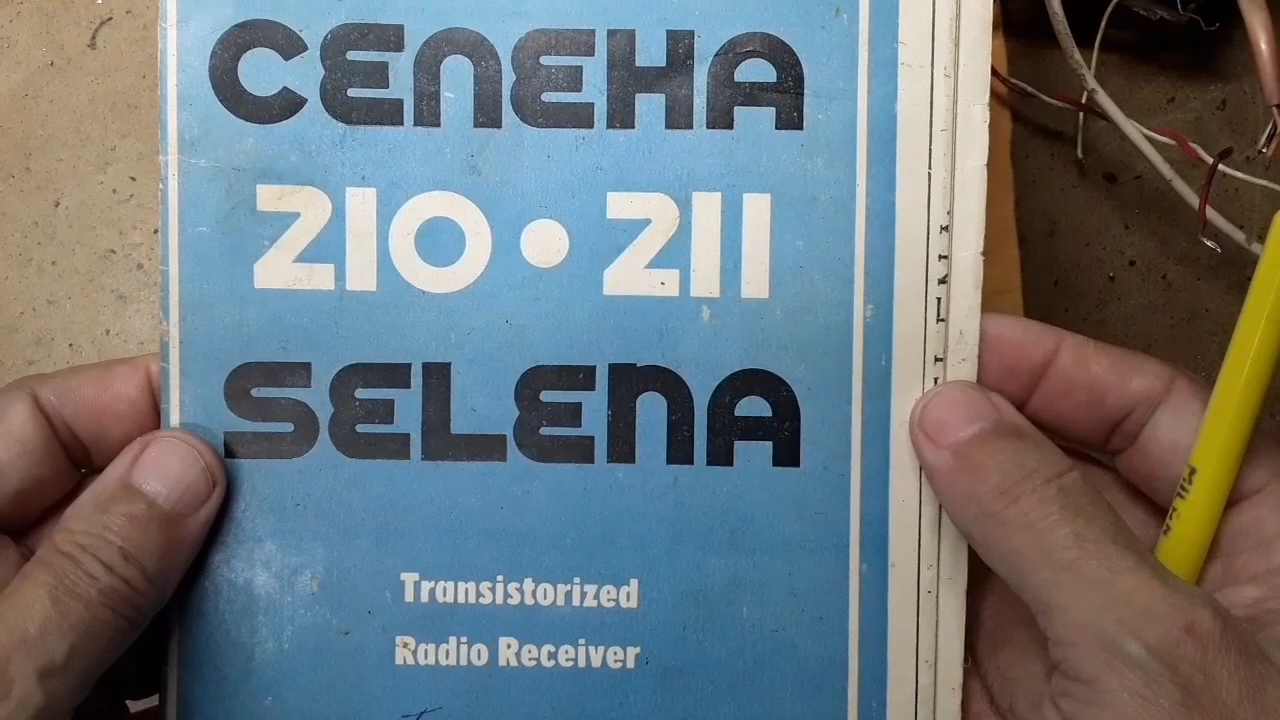 СЕЛЕНА
210 • 211
SELENA
Transistorized
Radio Receiver